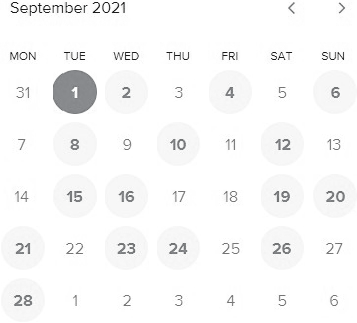 September 2021
MON TUE WED THU FRI SAT SUN
31 1 2 3 4 5 6
7 8 9 10 11 12 13
14 15 16 17 18 19 20
21 22 23 24 25 26 27
28 1 2 3 4 5 6